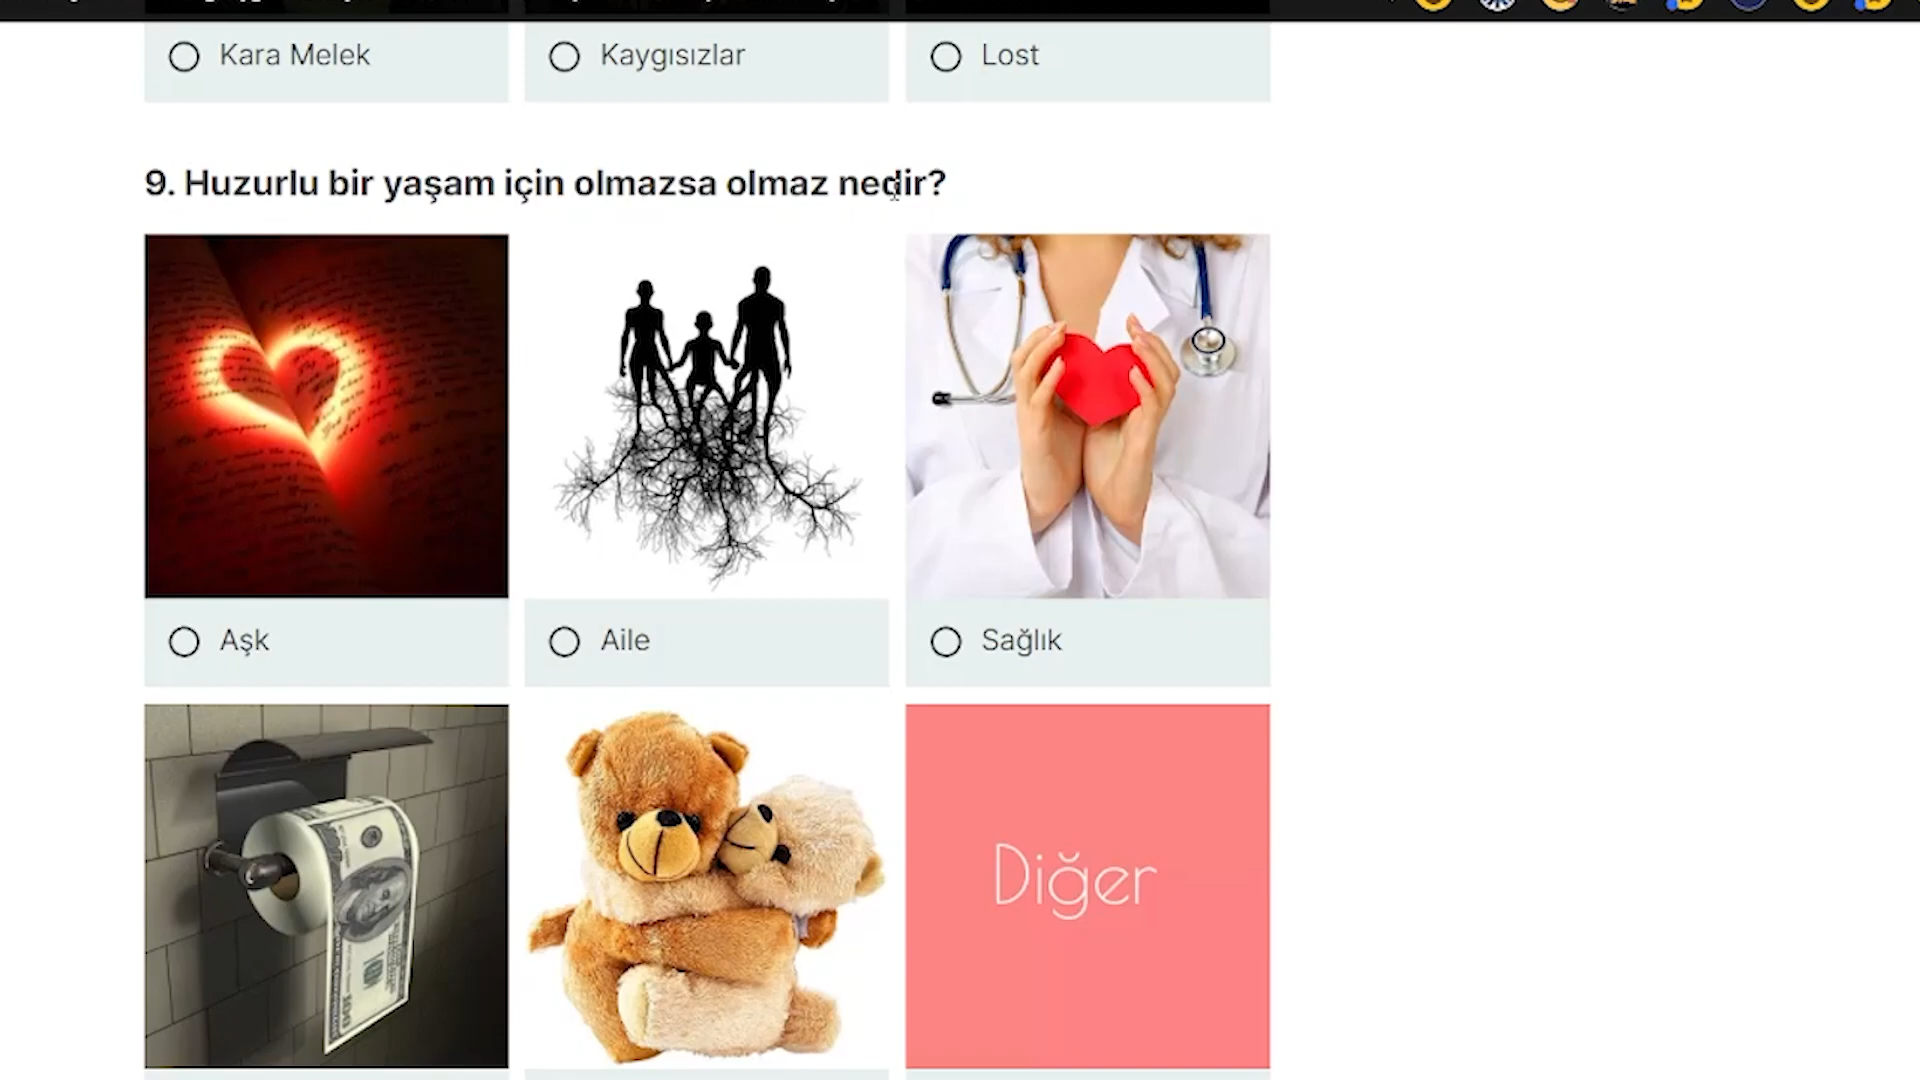 Kara Melek
Kaygısızlar
Lost
9. Huzurlu bir yaşam için olmazsa olmaz nedir?
Aşk
Aile
Sağlık
Diğer